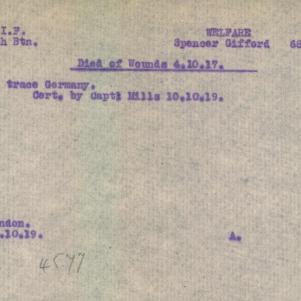 I.F. WELFARE
h Btn. Spencer Gifford 68
Died of Wounds 4.10.17.
trace Germany.
Cert. by Capt. Mills 10.10.19.
ndon.
.10.19. A.
4577